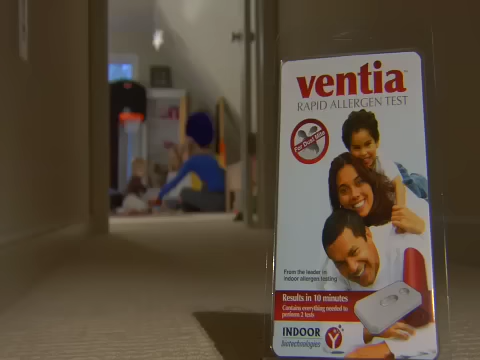 ventia™
RAPID ALLERGEN TEST
For Dust Mite
From the leader in
indoor allergen testing
Results in 10 minutes
Contains everything needed to
perform 2 tests
INDOOR
biotechnologies